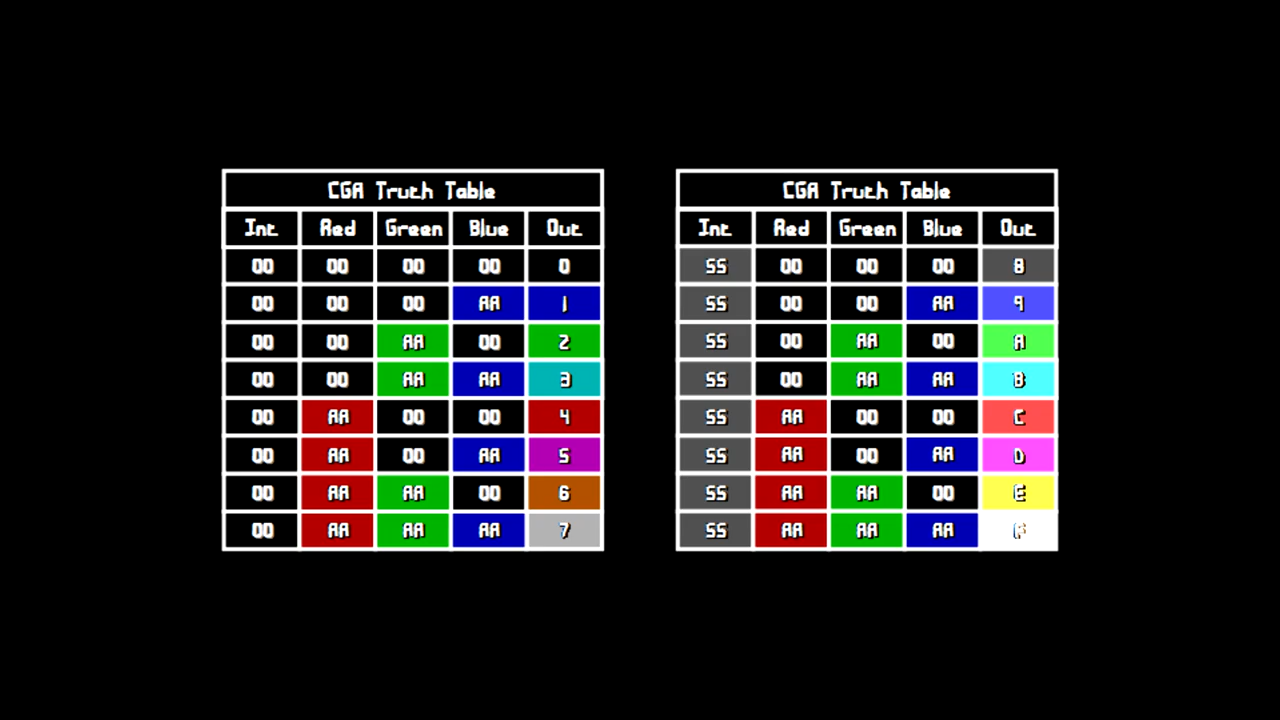 CGA Truth Table
Int Red Green Blue Out
00 00 00 00 0
00 00 00 AA 1
00 00 AA 00 2
00 00 AA AA 3
00 AA 00 00 4
00 AA 00 AA 5
00 AA AA 00 6
00 AA AA AA 7
CGA Truth Table
Int Red Green Blue Out
55 00 00 00 8
55 00 00 AA 9
55 00 AA 00 A
55 00 AA AA B
55 AA 00 00 C
55 AA 00 AA D
55 AA AA 00 E
55 AA AA AA F